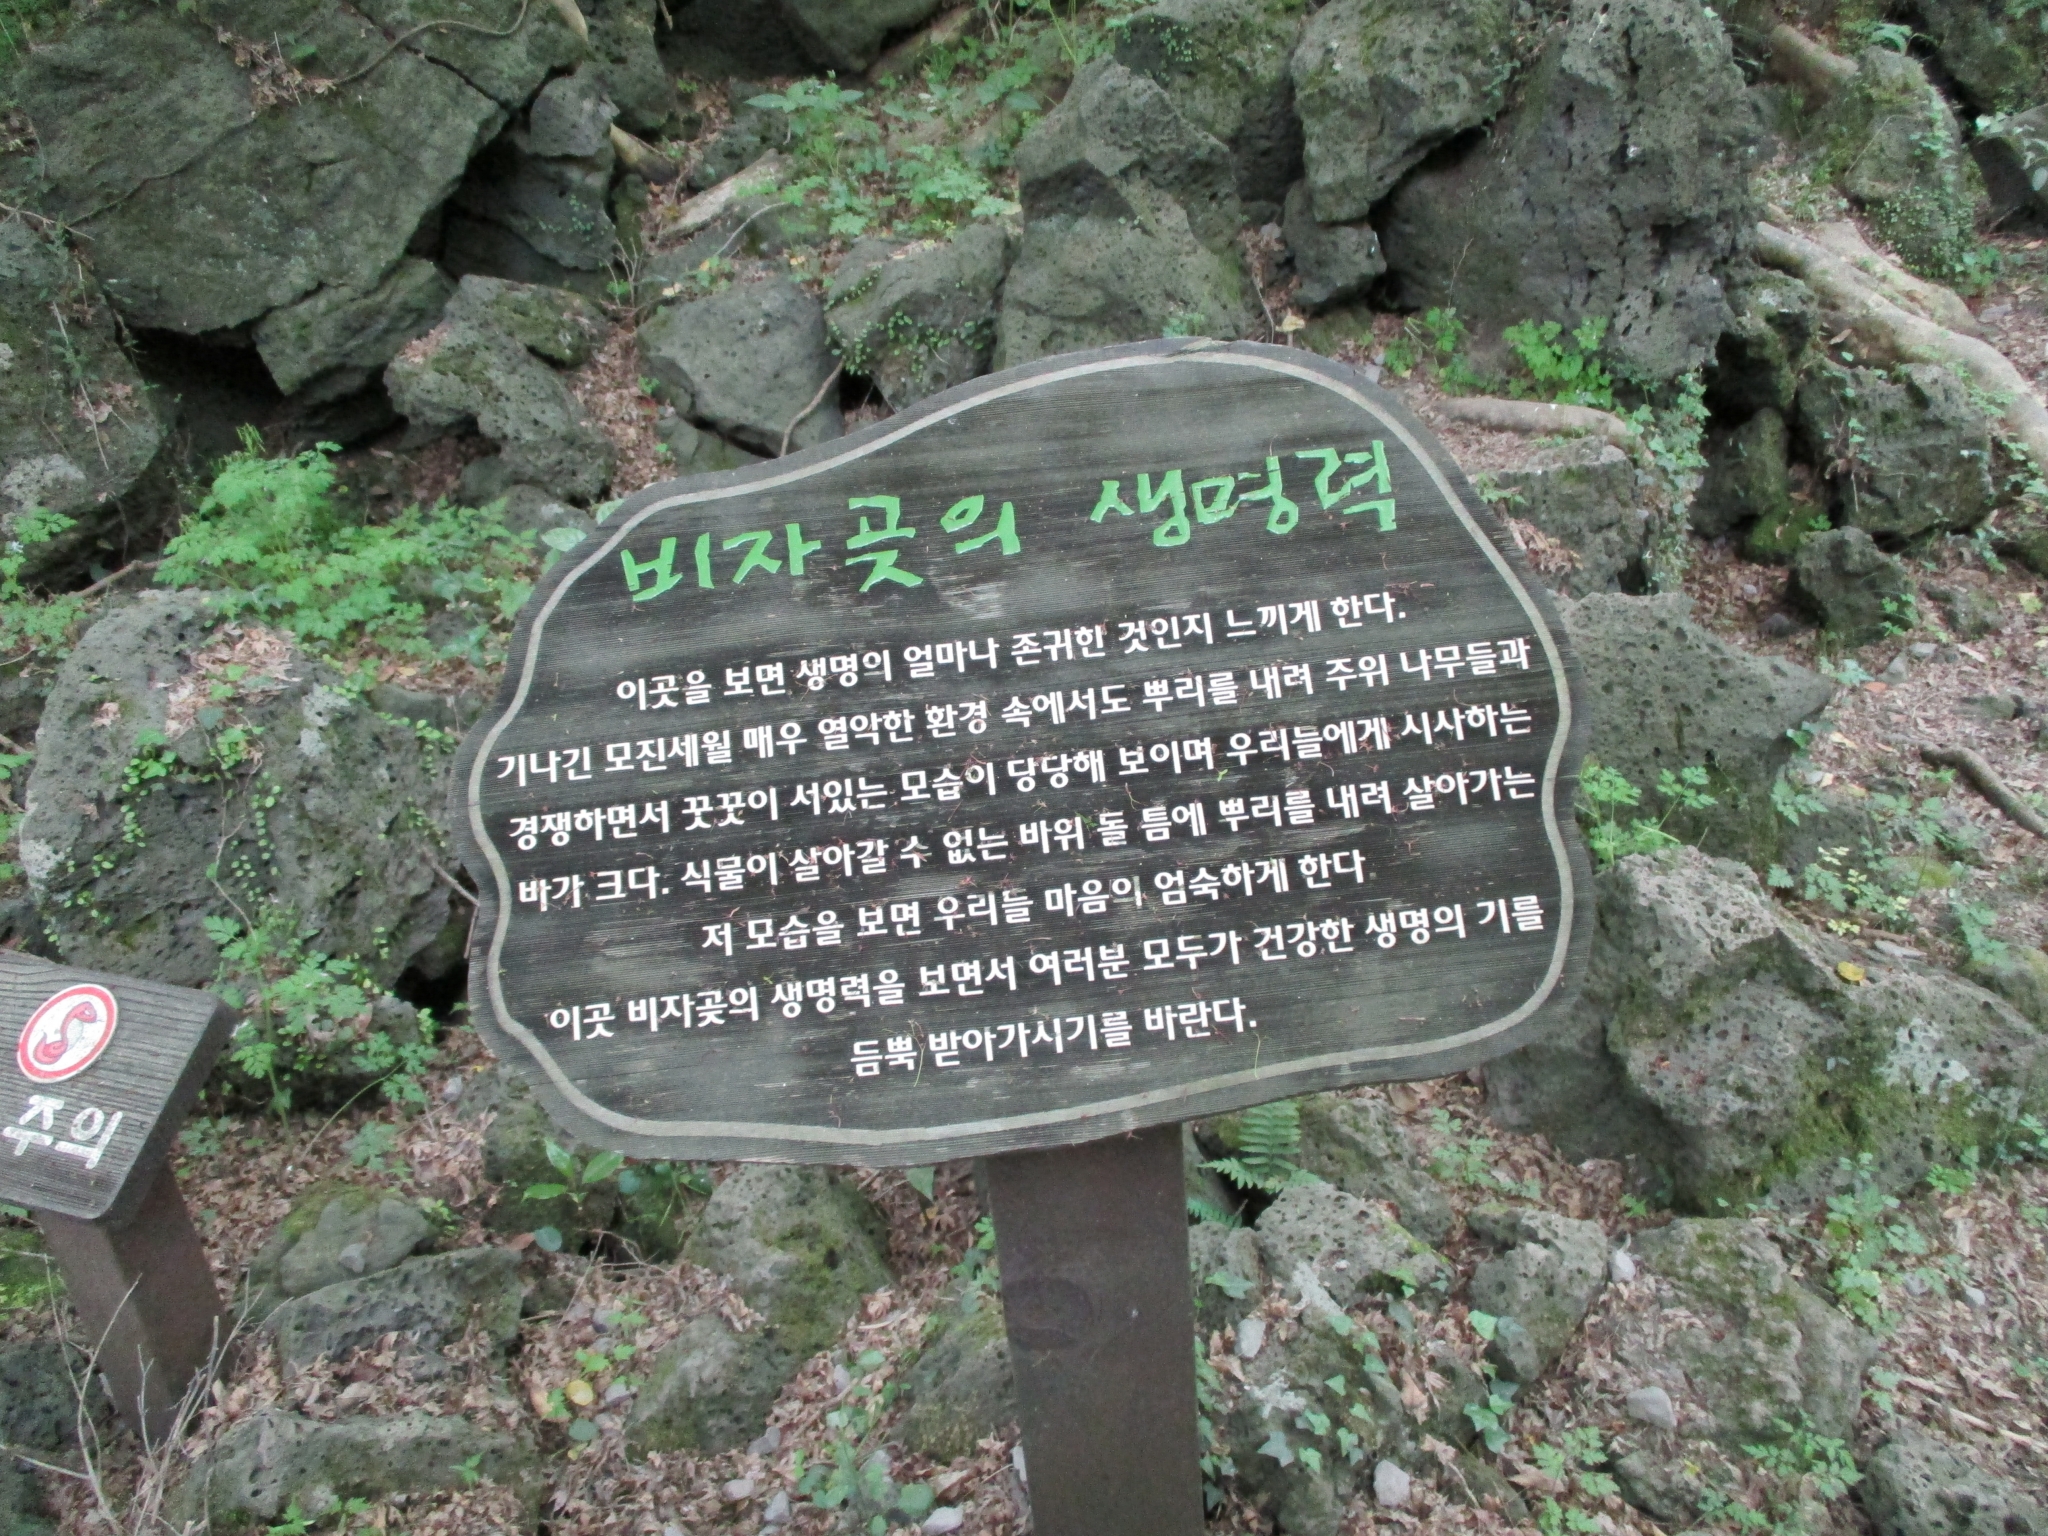 비자곶의 생명력
이곳을 보면 생명의 얼마나 존귀힌 것인지 느끼게 한다.
기나긴 모진세월 매우 열악한 환경 속에서도 뿌리를 내려 주위 나무들과
경쟁하면서 꿋꿋이 서있는 모습이 당당해 보이며 우리들에게 시사하는
바가 크다. 식물이 살아갈 수 없는 바위 돌 틈에 뿌리를 내려 살아가는
저 모습을 보면 우리들 마음의 엄숙하게 한다
이곳 비자곶의 생명력을 보면서 여러분 모두가 건강한 생명의 기를
듬뿍 받아가시기를 바란다.
주의